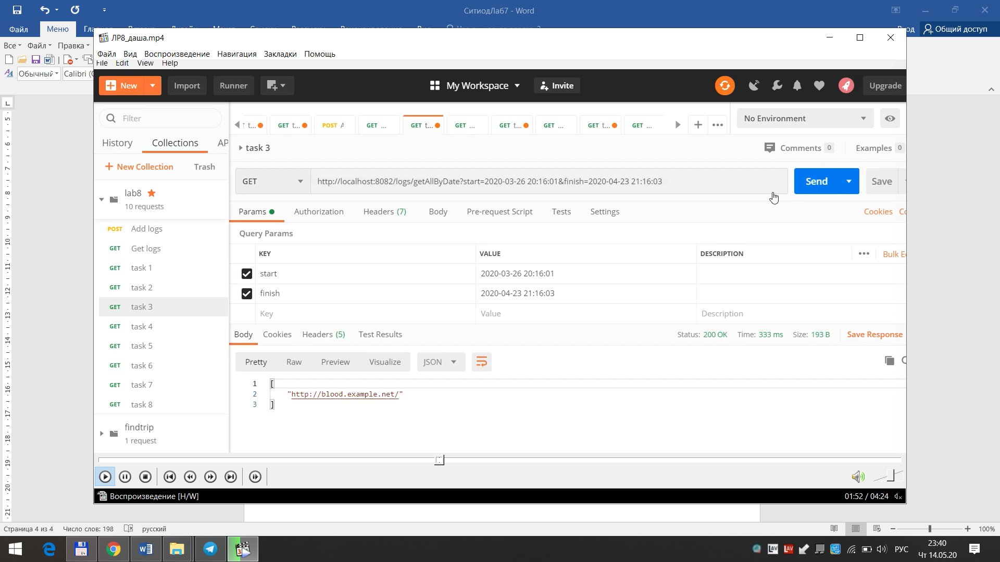 СитиодЛаб7 - Word
Файл
Меню
Общий доступ
Все
Файл
Правка
Обычный
Calibri (
ЛР8_даша.mp4
Файл Вид Воспроизведение Навигация Закладки Помощь
File Edit View Help
New
Import
Runner
My Workspace
Invite
Upgrade
Filter
History
Collections
AP
New Collection
Trash
lab8
10 requests
POST Add logs
GET Get logs
GET task 1
GET task 2
GET task 3
GET task 4
GET task 5
GET task 6
GET task 7
GET task 8
findtrip
1 request
t...
GET t...
POST A
GET ...
GET t...
GET ...
GET t...
GET ...
GET t...
GET ...
No Environment
task 3
Comments 0
Examples 0
GET
http://localhost:8082/logs/getAllByDate?start=2020-03-26 20:16:01&finish=2020-04-23 21:16:03
Send
Save
Params
Authorization
Headers (7)
Body
Pre-request Script
Tests
Settings
Cookies
Query Params
KEY VALUE DESCRIPTION
Bulk E
start 2020-03-26 20:16:01
finish 2020-04-23 21:16:03
Key Value Description
Body
Cookies
Headers (5)
Test Results
Status: 200 OK
Time: 333 ms
Size: 193 B
Save Response
Pretty
Raw
Preview
Visualize
JSON
1 [
2 "http://blood.example.net/"
3 ]
Воспроизведение [H/W]
01:52 / 04:24
Страница 4 из 4
Число слов: 198
русский
100%
РУС
23:40
Чт 14.05.20